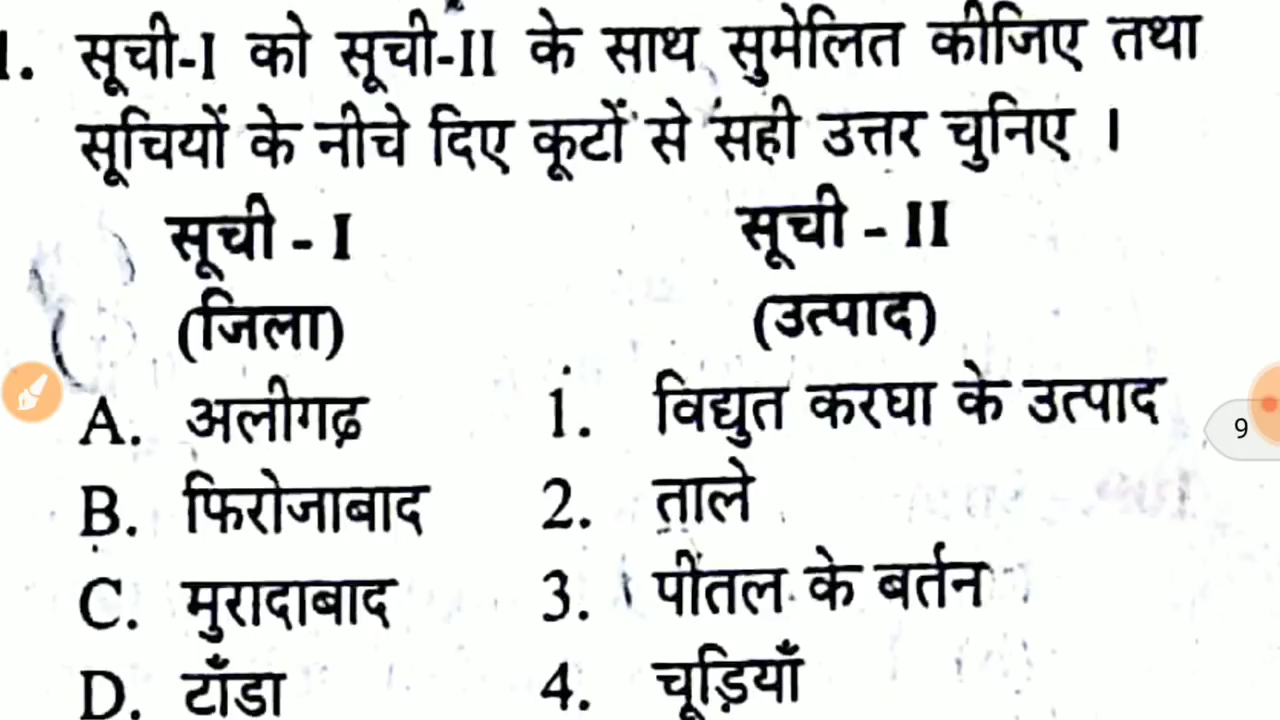 1. सूची-I को सूची-II के साथ सुमेलित कीजिए तथा
सूचियों के नीचे दिए कूटों से सही उत्तर चुनिए ।
सूची - I सूची - II
(जिला) (उत्पाद)
A. अलीगढ़ 1. विद्युत करघा के उत्पाद
B. फिरोजाबाद 2. ताले
C. मुरादाबाद 3. पीतल के बर्तन
D. टाँडा 4. चूड़ियाँ
9